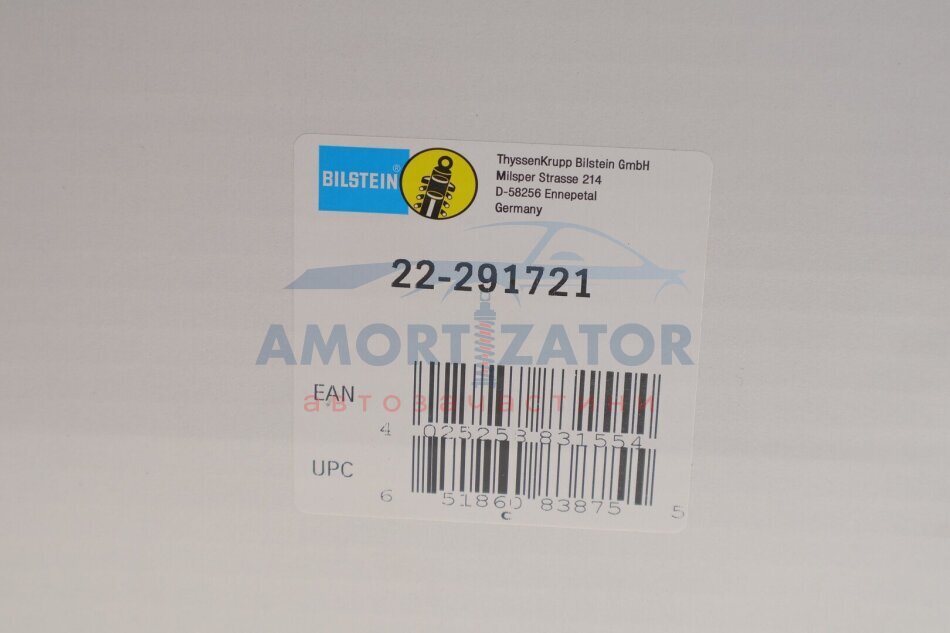 BILSTEIN®
ThyssenKrupp Bilstein GmbH
Milsper Strasse 214
D-58256 Ennepetal
Germany
22-291721
AMORTIZATOR
автозапчастини
EAN
4 025258 831554
UPC
6 51860 83875 5
c